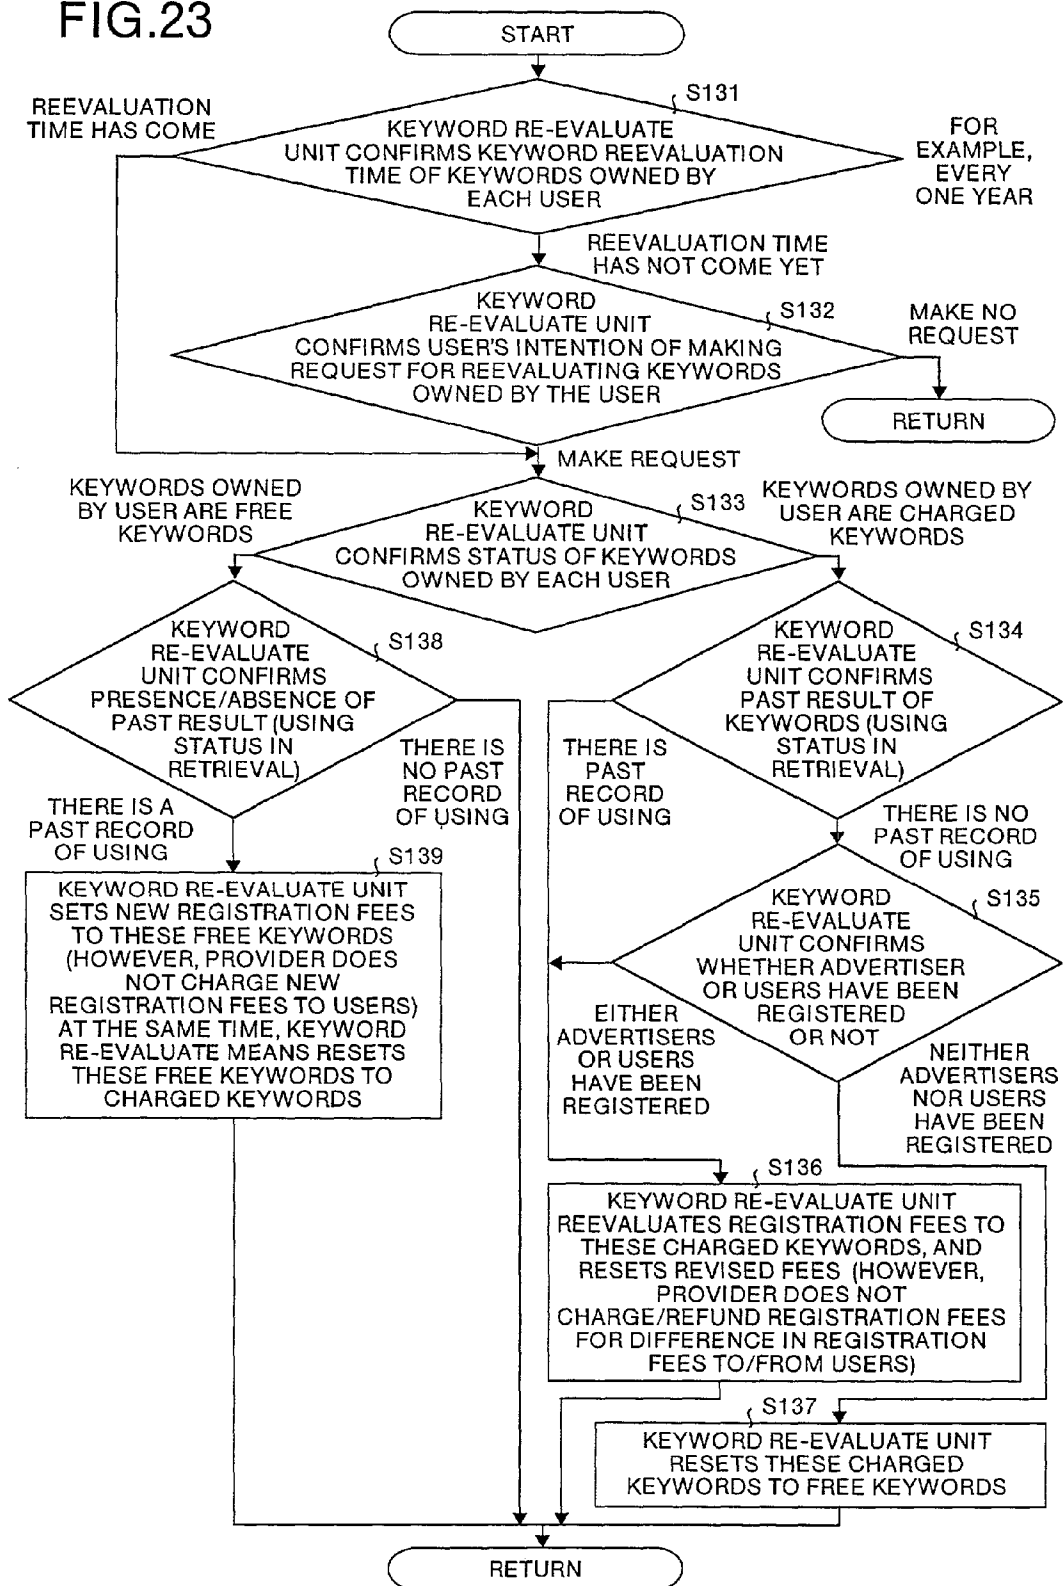 FIG.23
START
S131
REEVALUATION
TIME HAS COME
KEYWORD RE-EVALUATE
UNIT CONFIRMS KEYWORD REEVALUATION
TIME OF KEYWORDS OWNED BY
EACH USER
FOR
EXAMPLE,
EVERY
ONE YEAR
REEVALUATION TIME
HAS NOT COME YET
S132
KEYWORD
RE-EVALUATE UNIT
CONFIRMS USER'S INTENTION OF MAKING
REQUEST FOR REEVALUATING KEYWORDS
OWNED BY THE USER
MAKE NO
REQUEST
RETURN
MAKE REQUEST
KEYWORDS OWNED
BY USER ARE FREE
KEYWORDS
S133
KEYWORD
RE-EVALUATE UNIT
CONFIRMS STATUS OF KEYWORDS
OWNED BY EACH USER
KEYWORDS OWNED BY
USER ARE CHARGED
KEYWORDS
S138
KEYWORD
RE-EVALUATE
UNIT CONFIRMS
PRESENCE/ABSENCE OF
PAST RESULT (USING
STATUS IN
RETRIEVAL)
S134
KEYWORD
RE-EVALUATE
UNIT CONFIRMS
PAST RESULT OF
KEYWORDS (USING
STATUS IN
RETRIEVAL)
THERE IS
NO PAST
RECORD
OF USING
THERE IS
PAST
RECORD
OF USING
THERE IS A
PAST RECORD
OF USING
THERE IS NO
PAST RECORD
OF USING
S139
KEYWORD RE-EVALUATE UNIT
SETS NEW REGISTRATION FEES
TO THESE FREE KEYWORDS
(HOWEVER, PROVIDER DOES
NOT CHARGE NEW
REGISTRATION FEES TO USERS)
AT THE SAME TIME, KEYWORD
RE-EVALUATE MEANS RESETS
THESE FREE KEYWORDS TO
CHARGED KEYWORDS
S135
KEYWORD
RE-EVALUATE
UNIT CONFIRMS
WHETHER ADVERTISER
OR USERS HAVE BEEN
REGISTERED
OR NOT
EITHER
ADVERTISERS
OR USERS
HAVE BEEN
REGISTERED
NEITHER
ADVERTISERS
NOR USERS
HAVE BEEN
REGISTERED
S136
KEYWORD RE-EVALUATE UNIT
REEVALUATES REGISTRATION FEES TO
THESE CHARGED KEYWORDS, AND
RESETS REVISED FEES (HOWEVER,
PROVIDER DOES NOT
CHARGE/REFUND REGISTRATION FEES
FOR DIFFERENCE IN REGISTRATION
FEES TO/FROM USERS)
S137
KEYWORD RE-EVALUATE UNIT
RESETS THESE CHARGED
KEYWORDS TO FREE KEYWORDS
RETURN